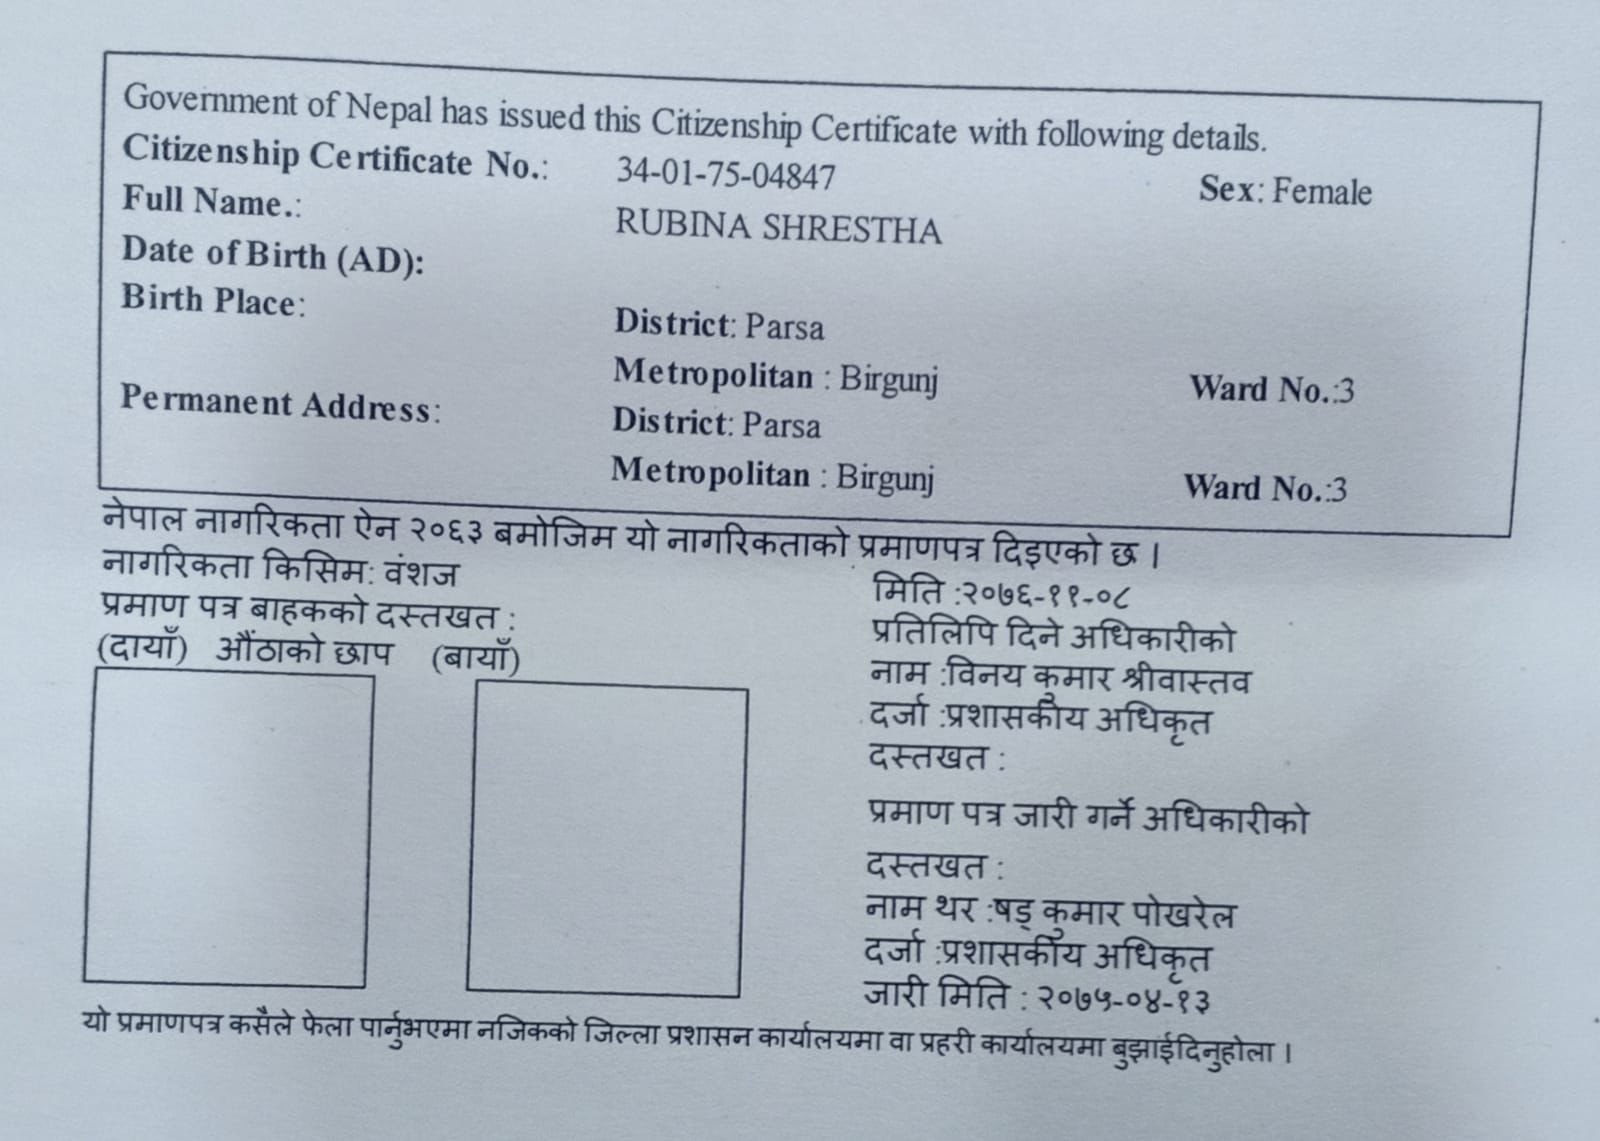 Government of Nepal has issued this Citizenship Certificate with following details.
Citizenship Certificate No.: 34-01-75-04847 Sex: Female
Full Name.: RUBINA SHRESTHA
Date of Birth (AD):
Birth Place: District: Parsa
Metropolitan : Birgunj Ward No.:3
Permanent Address: District: Parsa
Metropolitan : Birgunj Ward No.:3
नेपाल नागरिकता ऐन २०६३ बमोजिम यो नागरिकताको प्रमाणपत्र दिइएको छ ।
नागरिकता किसिम: वंशज
प्रमाण पत्र बाहकको दस्तखत :
(दायाँ) औंठाको छाप (बायाँ)
मिति :२०७६-११-०८
प्रतिलिपि दिने अधिकारीको
नाम :विनय कुमार श्रीवास्तव
दर्जा :प्रशासकीय अधिकृत
दस्तखत :
प्रमाण पत्र जारी गर्ने अधिकारीको
दस्तखत :
नाम थर :षड् कुमार पोखरेल
दर्जा :प्रशासकीय अधिकृत
जारी मिति : २०७५-०४-१३
यो प्रमाणपत्र कसैले फेला पार्नुभएमा नजिकको जिल्ला प्रशासन कार्यालयमा वा प्रहरी कार्यालयमा बुझाईदिनुहोला ।